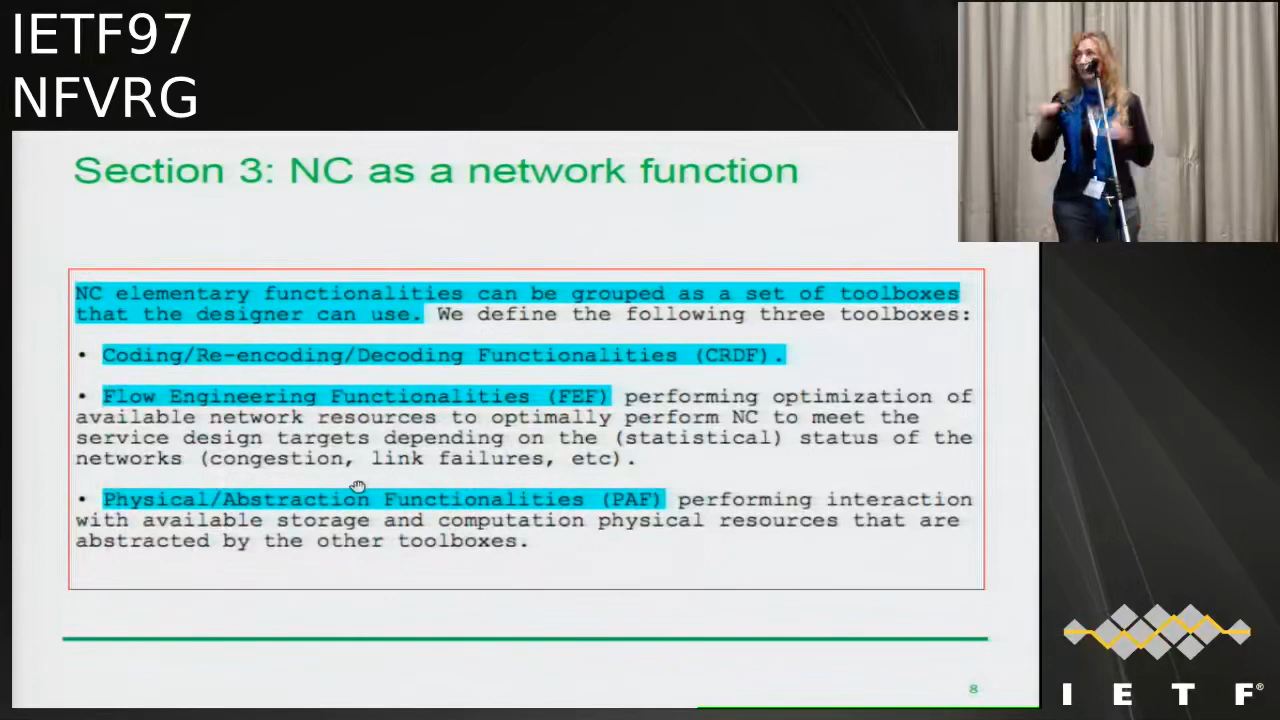 IETF97
NFVRG
Section 3: NC as a network function
NC elementary functionalities can be grouped as a set of toolboxes
that the designer can use. We define the following three toolboxes:
• Coding/Re-encoding/Decoding Functionalities (CRDF).
• Flow Engineering Functionalities (FEF) performing optimization of
available network resources to optimally perform NC to meet the
service design targets depending on the (statistical) status of the
networks (congestion, link failures, etc).
• Physical/Abstraction Functionalities (PAF) performing interaction
with available storage and computation physical resources that are
abstracted by the other toolboxes.
8
I E T F®